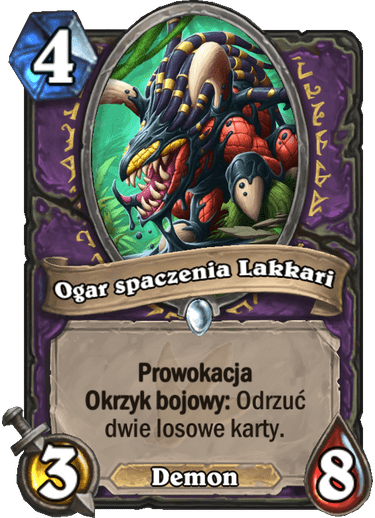 4
Ogar spaczenia Lakkari
Prowokacja
Okrzyk bojowy: Odrzuć
dwie losowe karty.
3
Demon
8